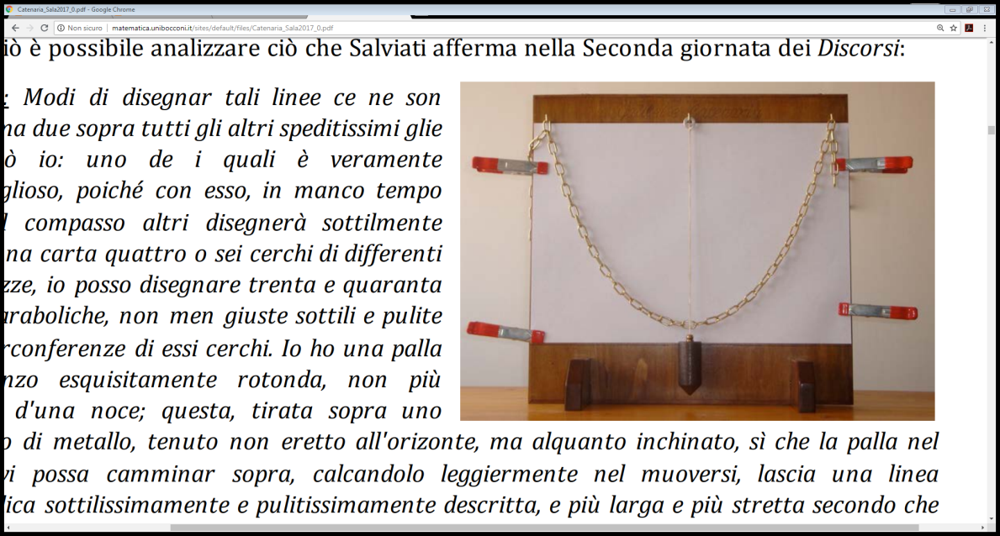 Catenaria_Sala2017_0.pdf - Google Chrome
Non sicuro | matematica.unibocconi.it/sites/default/files/Catenaria_Sala2017_0.pdf
iò è possibile analizzare ciò che Salviati afferma nella Seconda giornata dei Discorsi:
: Modi di disegnar tali linee ce ne son
ma due sopra tutti gli altri speditissimi glie
ò io: uno de i quali è veramente
glioso, poiché con esso, in manco tempo
l compasso altri disegnerà sottilmente
na carta quattro o sei cerchi di differenti
zze, io posso disegnare trenta e quaranta
araboliche, non men giuste sottili e pulite
rconferenze di essi cerchi. Io ho una palla
nzo esquisitamente rotonda, non più
d'una noce; questa, tirata sopra uno
o di metallo, tenuto non eretto all'orizonte, ma alquanto inchinato, sì che la palla nel
vi possa camminar sopra, calcandolo leggiermente nel muoversi, lascia una linea
lica sottilissimamente e pulitissimamente descritta, e più larga e più stretta secondo che